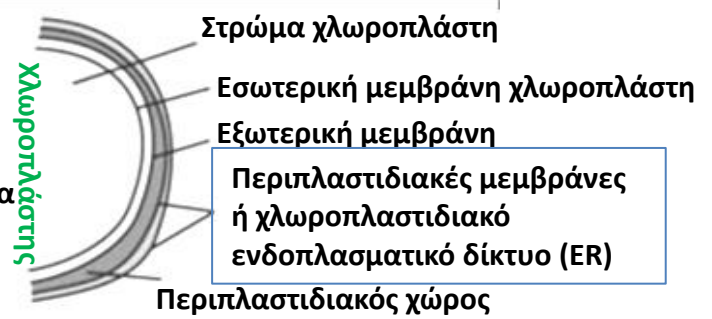 Στρώμα χλωροπλάστη
Χλωροπλάστης
Εσωτερική μεμβράνη χλωροπλάστη
Εξωτερική μεμβράνη
Περιπλαστιδιακές μεμβράνες
ή χλωροπλαστιδιακό
ενδοπλασματικό δίκτυο (ER)
Περιπλαστιδιακός χώρος